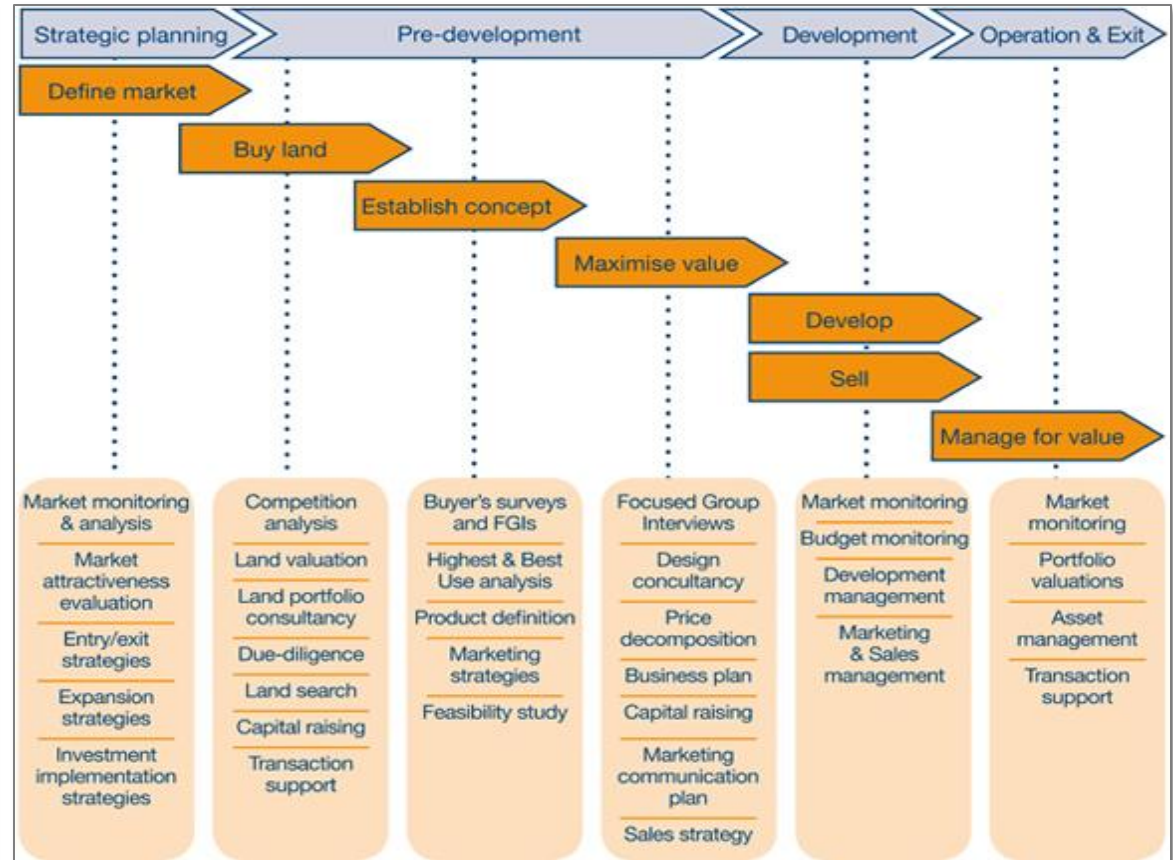 Strategic planning
Pre-development
Development
Operation & Exit
Define market
Buy land
Establish concept
Maximise value
Develop
Sell
Manage for value
Market monitoring
& analysis
Market
attractiveness
evaluation
Entry/exit
strategies
Expansion
strategies
Investment
implementation
strategies
Competition
analysis
Land valuation
Land portfolio
consultancy
Due-diligence
Land search
Capital raising
Transaction
support
Buyer's surveys
and FGIs
Highest & Best
Use analysis
Product definition
Marketing
strategies
Feasibility study
Focused Group
Interviews
Design
concultancy
Price
decomposition
Business plan
Capital raising
Marketing
communication
plan
Sales strategy
Market monitoring
Budget monitoring
Development
management
Marketing
& Sales
management
Market
monitoring
Portfolio
valuations
Asset
management
Transaction
support